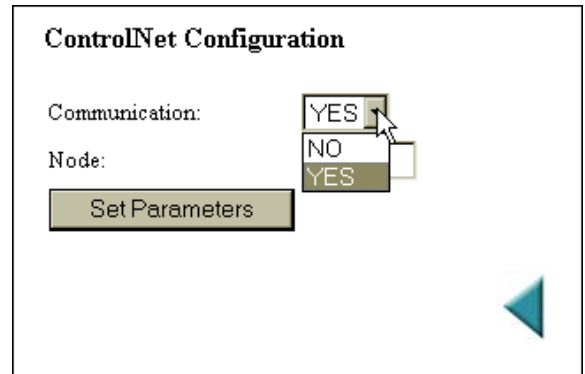 ControlNet Configuration
Communication: YES
NO
Node:
YES
Set Parameters